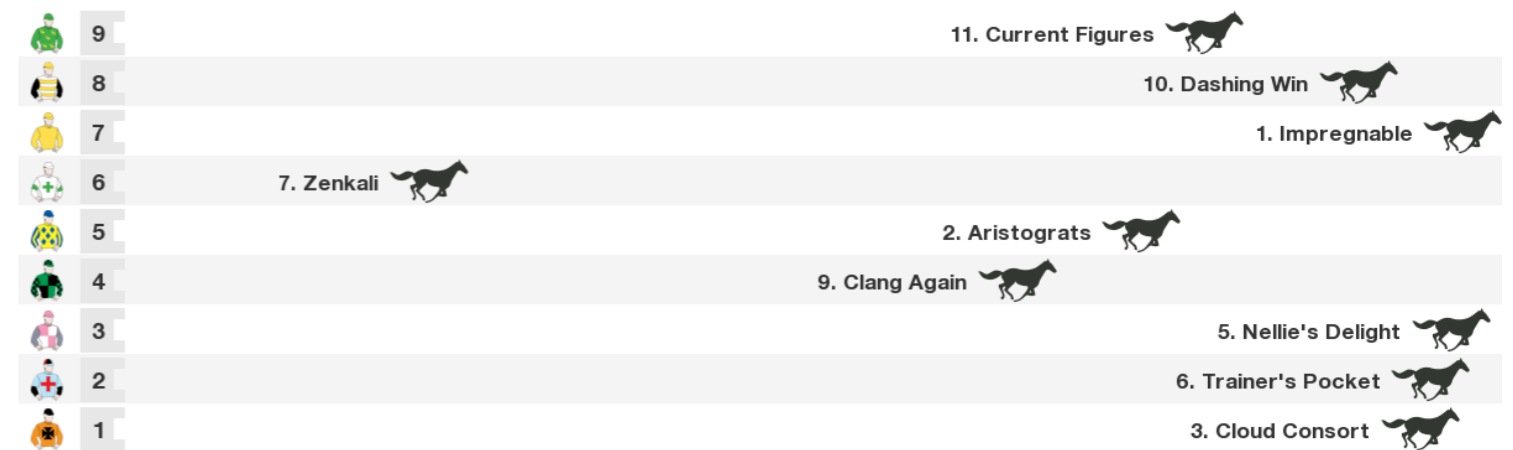 9 11. Current Figures
8 10. Dashing Win
7 1. Impregnable
6 7. Zenkali
5 2. Aristograts
4 9. Clang Again
3 5. Nellie's Delight
2 6. Trainer's Pocket
1 3. Cloud Consort